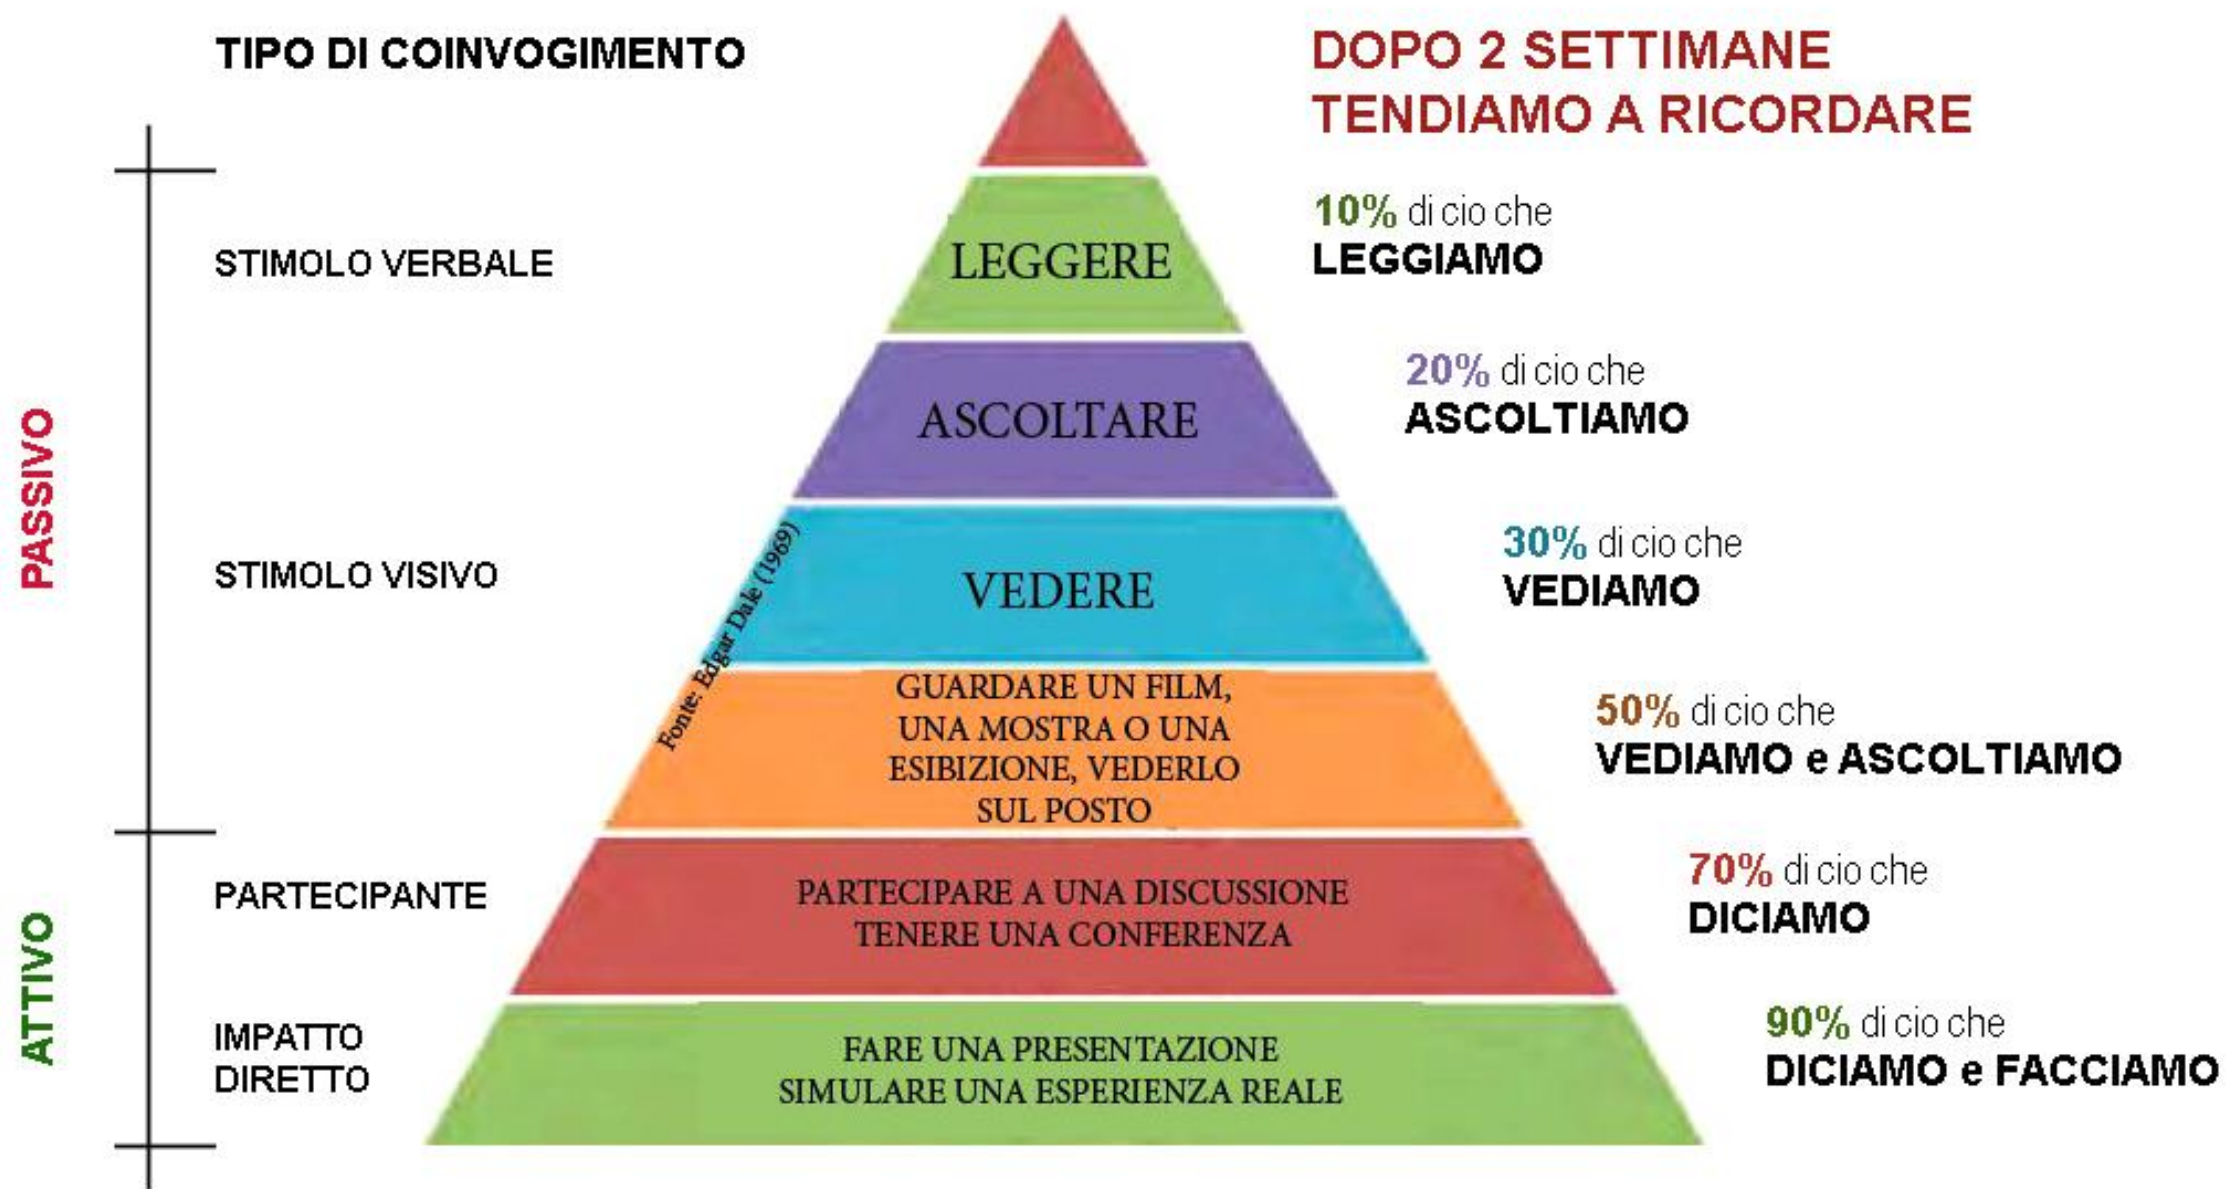 TIPO DI COINVOGIMENTO
DOPO 2 SETTIMANE
TENDIAMO A RICORDARE
PASSIVO
STIMOLO VERBALE
LEGGERE
10% di cio che
LEGGIAMO
ASCOLTARE
20% di cio che
ASCOLTIAMO
STIMOLO VISIVO
Fonte: Edgar Dale (1969)
VEDERE
30% di cio che
VEDIAMO
GUARDARE UN FILM,
UNA MOSTRA O UNA
ESIBIZIONE, VEDERLO
SUL POSTO
50% di cio che
VEDIAMO e ASCOLTIAMO
ATTIVO
PARTECIPANTE
PARTECIPARE A UNA DISCUSSIONE
TENERE UNA CONFERENZA
70% di cio che
DICIAMO
IMPATTO
DIRETTO
FARE UNA PRESENTAZIONE
SIMULARE UNA ESPERIENZA REALE
90% di cio che
DICIAMO e FACCIAMO